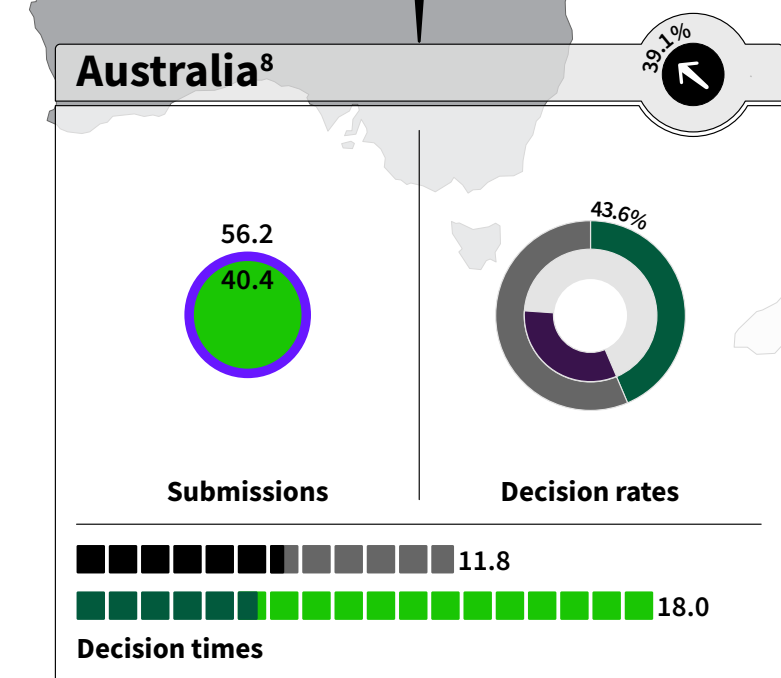 Australia⁸
39.1%
56.2
40.4
43.6%
Submissions
Decision rates
11.8
18.0
Decision times